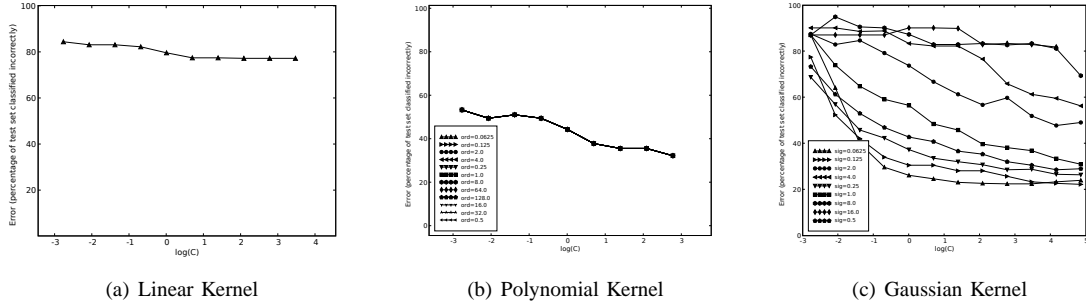 100
80
60
40
20
Error (percentage of test set classified incorrectly)
-3 -2 -1 0 1 2 3 4
log(C)
(a) Linear Kernel
100
80
60
40
20
0
Error (percentage of test set classified incorrectly)
ord=0.0625
ord=0.125
ord=2.0
ord=4.0
ord=0.25
ord=1.0
ord=8.0
ord=64.0
ord=128.0
ord=16.0
ord=32.0
ord=0.5
-3 -2 -1 0 1 2 3
log(C)
(b) Polynomial Kernel
100
80
60
40
20
Error (percentage of test set classified incorrectly)
sig=0.0625
sig=0.125
sig=2.0
sig=4.0
sig=0.25
sig=1.0
sig=8.0
sig=16.0
sig=0.5
-3 -2 -1 0 1 2 3 4 5
log(C)
(c) Gaussian Kernel